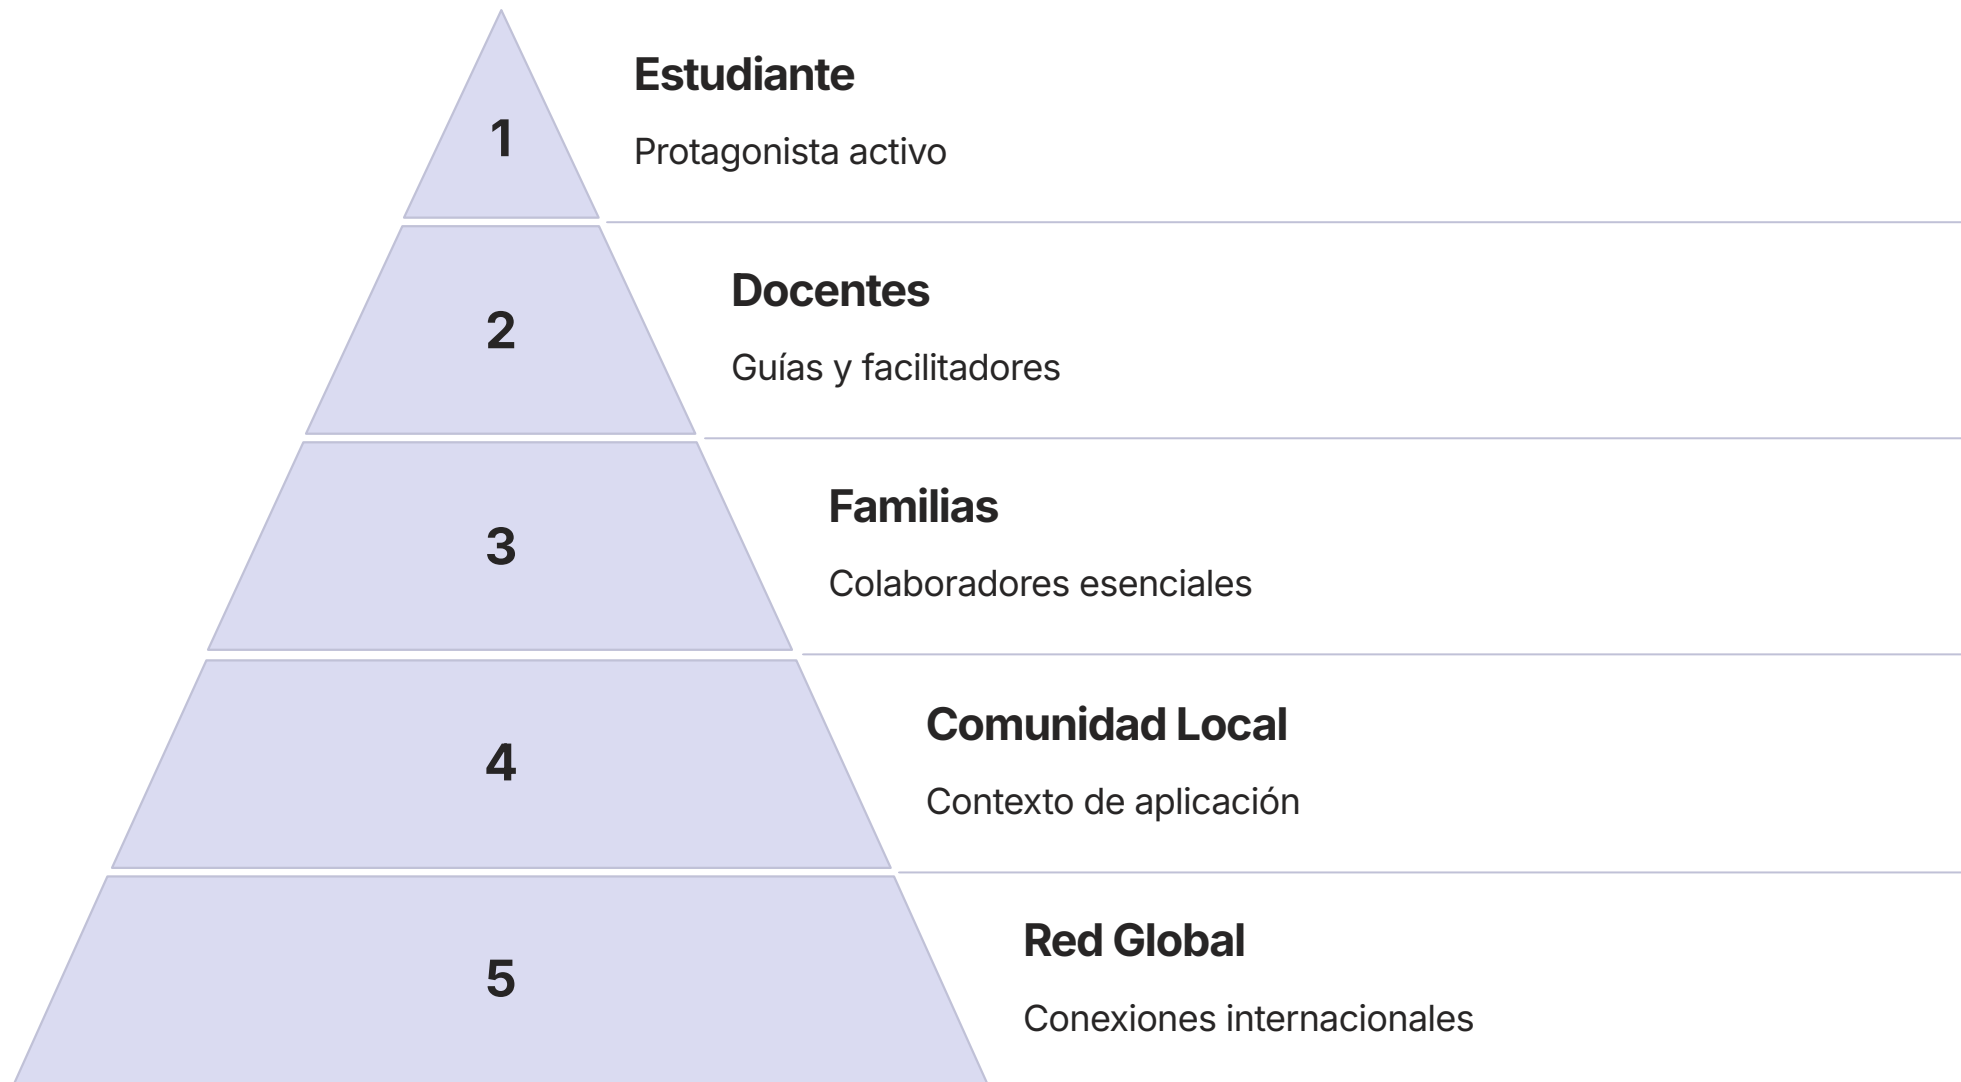 1
Estudiante
Protagonista activo
2
Docentes
Guías y facilitadores
3
Familias
Colaboradores esenciales
4
Comunidad Local
Contexto de aplicación
5
Red Global
Conexiones internacionales